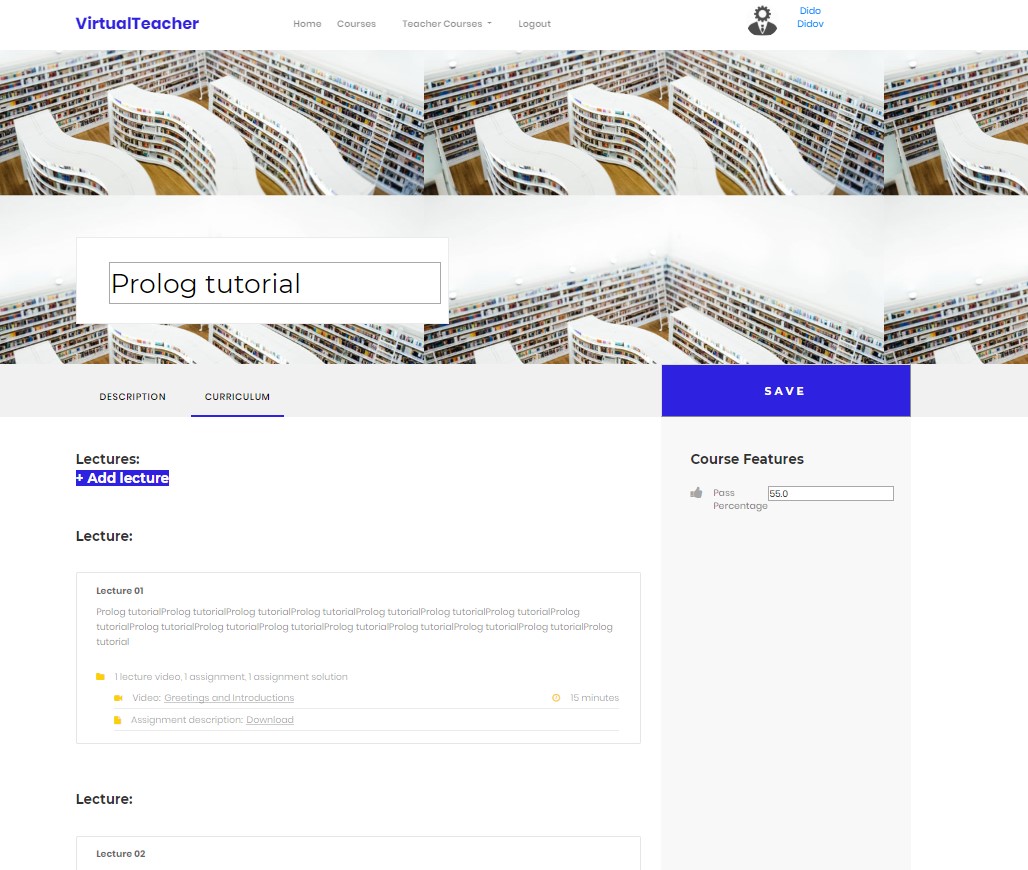 VirtualTeacher
Home Courses Teacher Courses Logout
Dido
Didov
Prolog tutorial
DESCRIPTION CURRICULUM
SAVE
Lectures:
+ Add lecture
Course Features
Pass
Percentage
55.0
Lecture:
Lecture 01
Prolog tutorialProlog tutorialProlog tutorialProlog tutorialProlog tutorialProlog tutorialProlog tutorialProlog
tutorialProlog tutorialProlog tutorialProlog tutorialProlog tutorialProlog tutorialProlog tutorialProlog tutorialProlog
tutorial
1 lecture video, 1 assignment, 1 assignment solution
Video: Greetings and Introductions 15 minutes
Assignment description: Download
Lecture:
Lecture 02